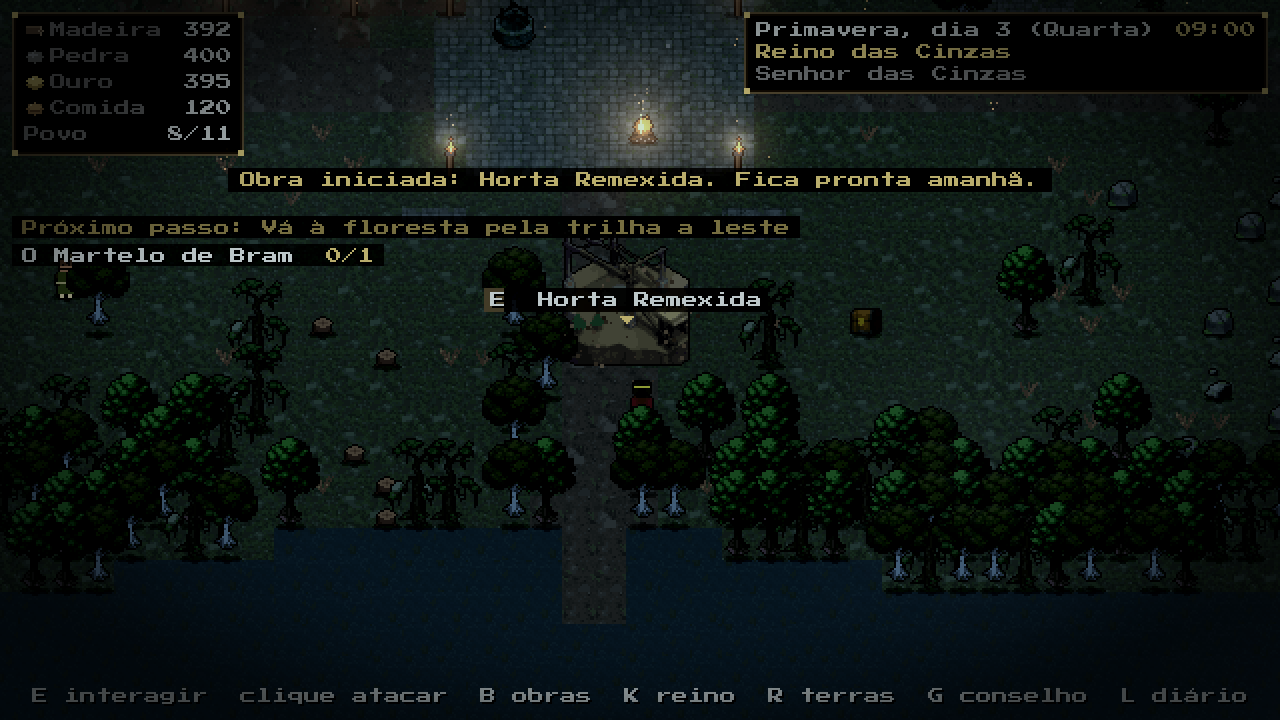 Madeira 392
Pedra 400
Ouro 395
Comida 120
Povo 8/11
Primavera, dia 3 (Quarta) 09:00
Reino das Cinzas
Senhor das Cinzas
Obra iniciada: Horta Remexida. Fica pronta amanhã.
Próximo passo: Vá à floresta pela trilha a leste
O Martelo de Bram 0/1
E Horta Remexida
E interagir clique atacar B obras K reino R terras G conselho L diário